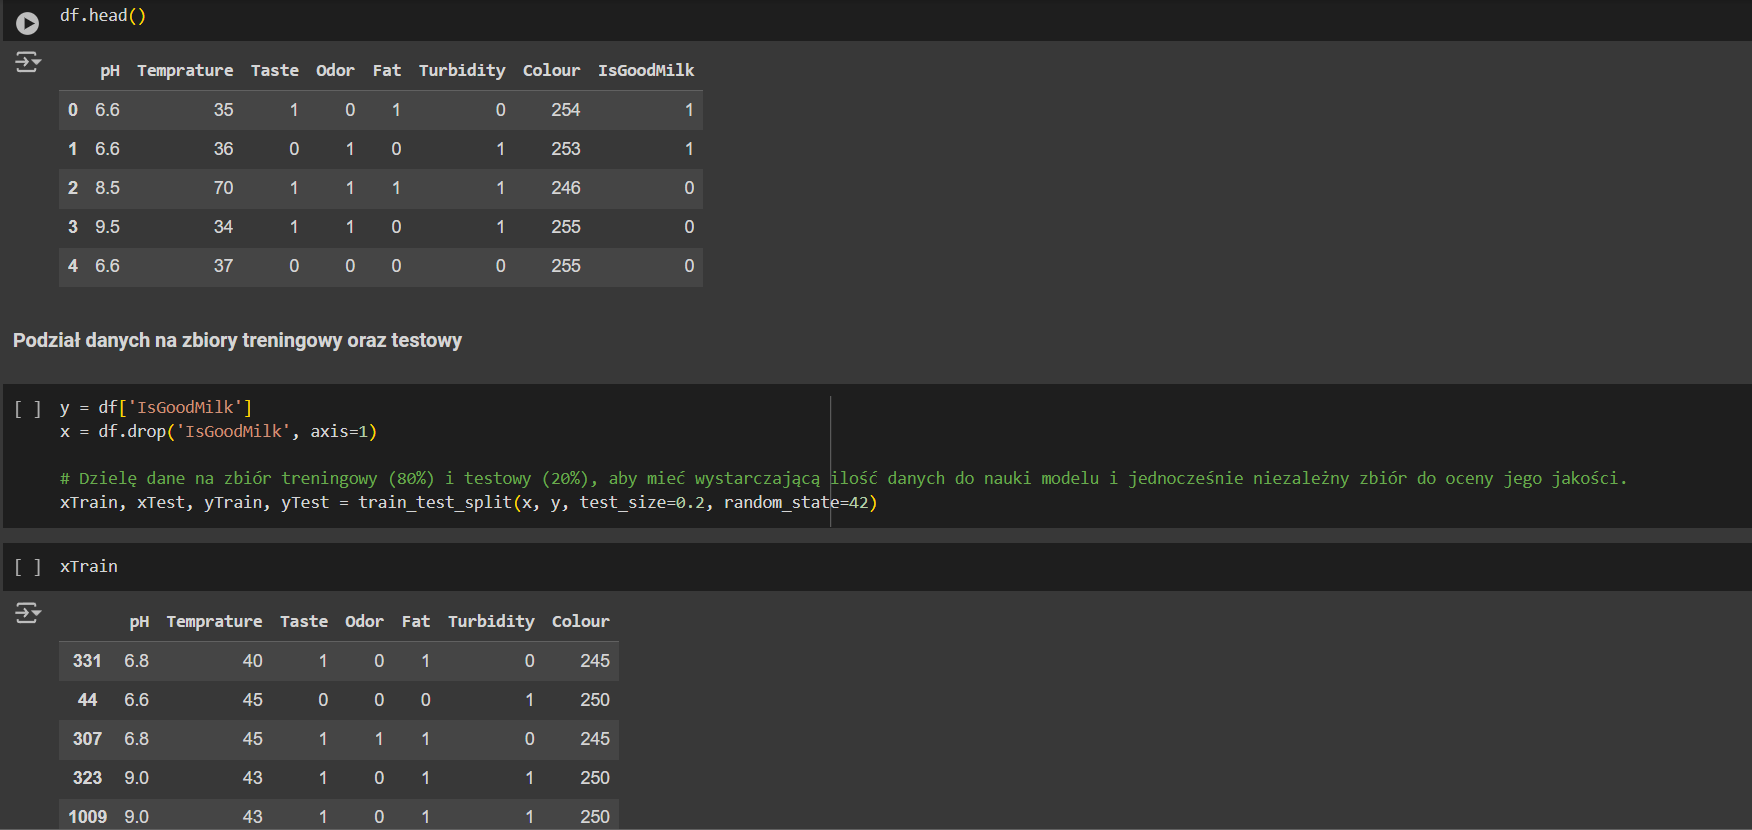 df.head()
pH Temprature Taste Odor Fat Turbidity Colour IsGoodMilk
0 6.6 35 1 0 1 0 254 1
1 6.6 36 0 1 0 1 253 1
2 8.5 70 1 1 1 1 246 0
3 9.5 34 1 1 0 1 255 0
4 6.6 37 0 0 0 0 255 0
Podział danych na zbiory treningowy oraz testowy
[ ] y = df['IsGoodMilk']
x = df.drop('IsGoodMilk', axis=1)
# Dzielę dane na zbiór treningowy (80%) i testowy (20%), aby mieć wystarczającą ilość danych do nauki modelu i jednocześnie niezależny zbiór do oceny jego jakości.
xTrain, xTest, yTrain, yTest = train_test_split(x, y, test_size=0.2, random_state=42)
[ ] xTrain
pH Temprature Taste Odor Fat Turbidity Colour
331 6.8 40 1 0 1 0 245
44 6.6 45 0 0 0 1 250
307 6.8 45 1 1 1 0 245
323 9.0 43 1 0 1 1 250
1009 9.0 43 1 0 1 1 250